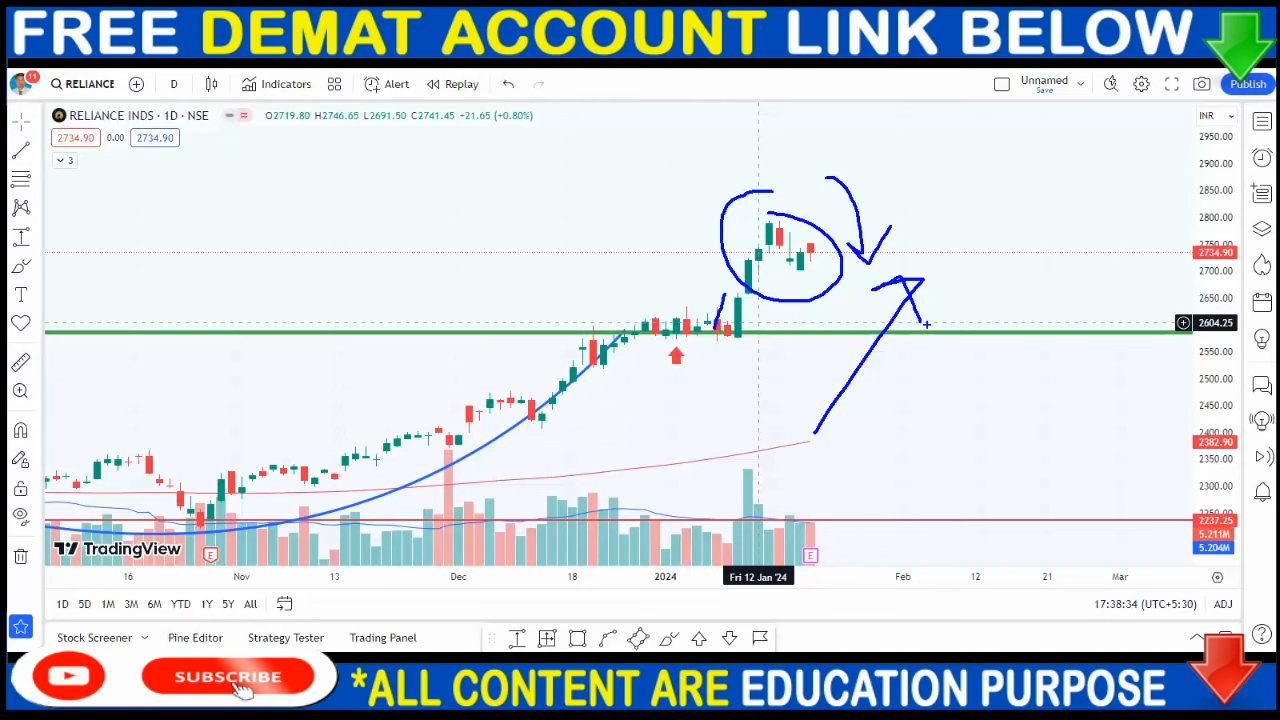 FREE DEMAT ACCOUNT LINK BELOW
11 RELIANCE D Indicators Alert Replay Unnamed Save Publish
RELIANCE INDS · 1D · NSE O2719.80 H2746.65 L2691.50 C2741.45 +21.65 (+0.80%) INR
2734.90 0.00 2734.90
3
2950.00
2900.00
2850.00
2800.00
2734.90
2700.00
2650.00
2604.25
2550.00
2500.00
2450.00
2400.00
2382.90
2350.00
2300.00
2237.25
5.211M
5.204M
TradingView E E
16 Nov 13 Dec 18 2024 Fri 12 Jan '24 Feb 12 21 Mar
1D 5D 1M 3M 6M YTD 1Y 5Y All 17:38:34 (UTC+5:30) ADJ
Stock Screener Pine Editor Strategy Tester Trading Panel
SUBSCRIBE
*ALL CONTENT ARE EDUCATION PURPOSE